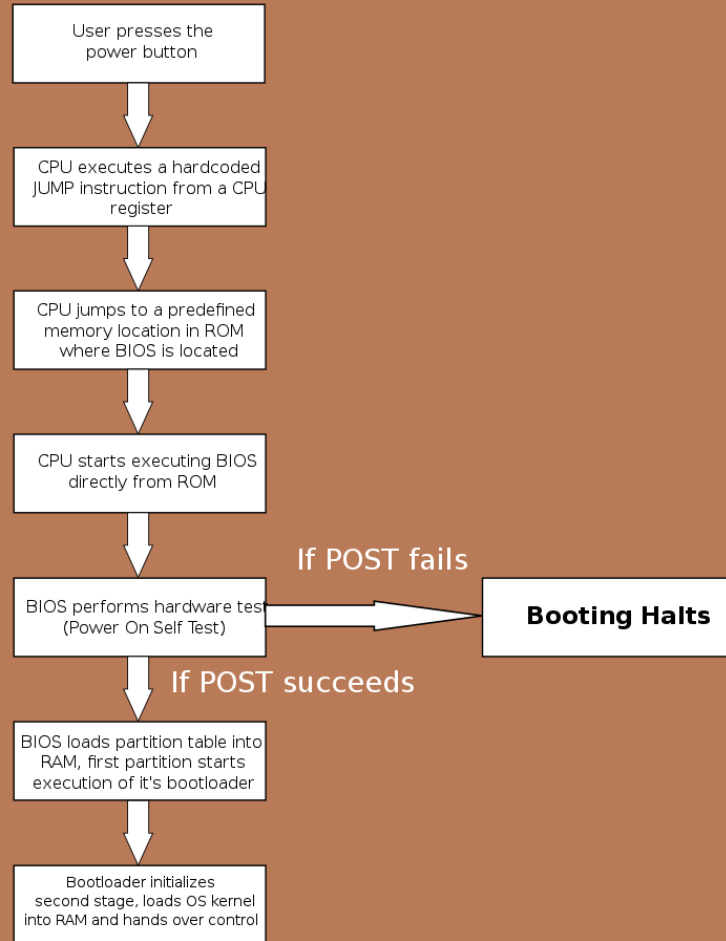 User presses the
power button
CPU executes a hardcoded
JUMP instruction from a CPU
register
CPU jumps to a predefined
memory location in ROM
where BIOS is located
CPU starts executing BIOS
directly from ROM
If POST fails
BIOS performs hardware test
(Power On Self Test)
Booting Halts
If POST succeeds
BIOS loads partition table into
RAM, first partition starts
execution of it's bootloader
Bootloader initializes
second stage, loads OS kernel
into RAM and hands over control